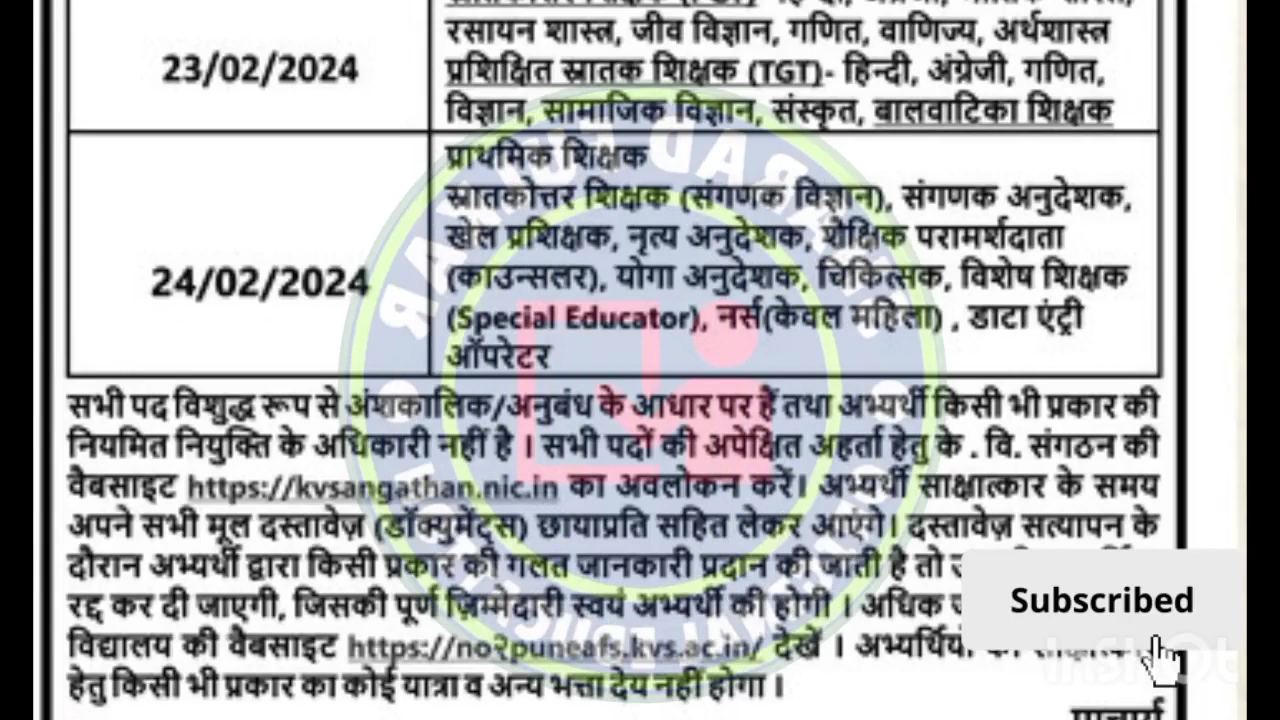 रसायन शास्त्र, जीव विज्ञान, गणित, वाणिज्य, अर्थशास्त्र
23/02/2024
प्रशिक्षित स्नातक शिक्षक (TGT)- हिन्दी, अंग्रेजी, गणित,
विज्ञान, सामाजिक विज्ञान, संस्कृत, बालवाटिका शिक्षक
प्राथमिक शिक्षक
स्नातकोत्तर शिक्षक (संगणक विज्ञान), संगणक अनुदेशक,
खेल प्रशिक्षक, नृत्य अनुदेशक, शैक्षिक परामर्शदाता
24/02/2024
(काउन्सलर), योगा अनुदेशक, चिकित्सक, विशेष शिक्षक
(Special Educator), नर्स(केवल महिला) , डाटा एंट्री
ऑपरेटर
सभी पद विशुद्ध रूप से अंशकालिक/अनुबंध के आधार पर हैं तथा अभ्यर्थी किसी भी प्रकार की
नियमित नियुक्ति के अधिकारी नहीं है । सभी पदों की अपेक्षित अहर्ता हेतु के . वि. संगठन की
वैबसाइट https://kvsangathan.nic.in का अवलोकन करें। अभ्यर्थी साक्षात्कार के समय
अपने सभी मूल दस्तावेज़ (डॉक्युमेंट्स) छायाप्रति सहित लेकर आएंगे। दस्तावेज़ सत्यापन के
दौरान अभ्यर्थी द्वारा किसी प्रकार की गलत जानकारी प्रदान की जाती है तो
रद्द कर दी जाएगी, जिसकी पूर्ण ज़िम्मेदारी स्वयं अभ्यर्थी की होगी । अधिक
Subscribed
विद्यालय की वैबसाइट https://no2puneafs.kvs.ac.in/ देखें ।
हेतु किसी भी प्रकार का कोई यात्रा व अन्य भत्ता देय नहीं होगा ।